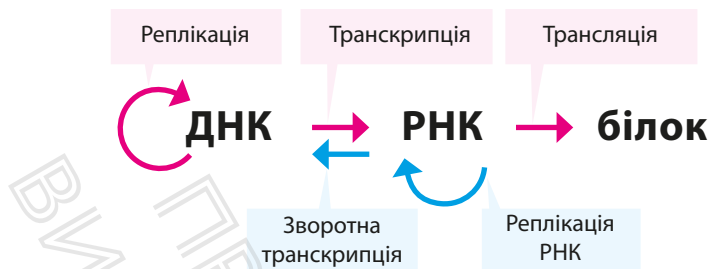 Реплікація Транскрипція Трансляція
ДНК РНК білок
Зворотна
транскрипція
Реплікація
РНК